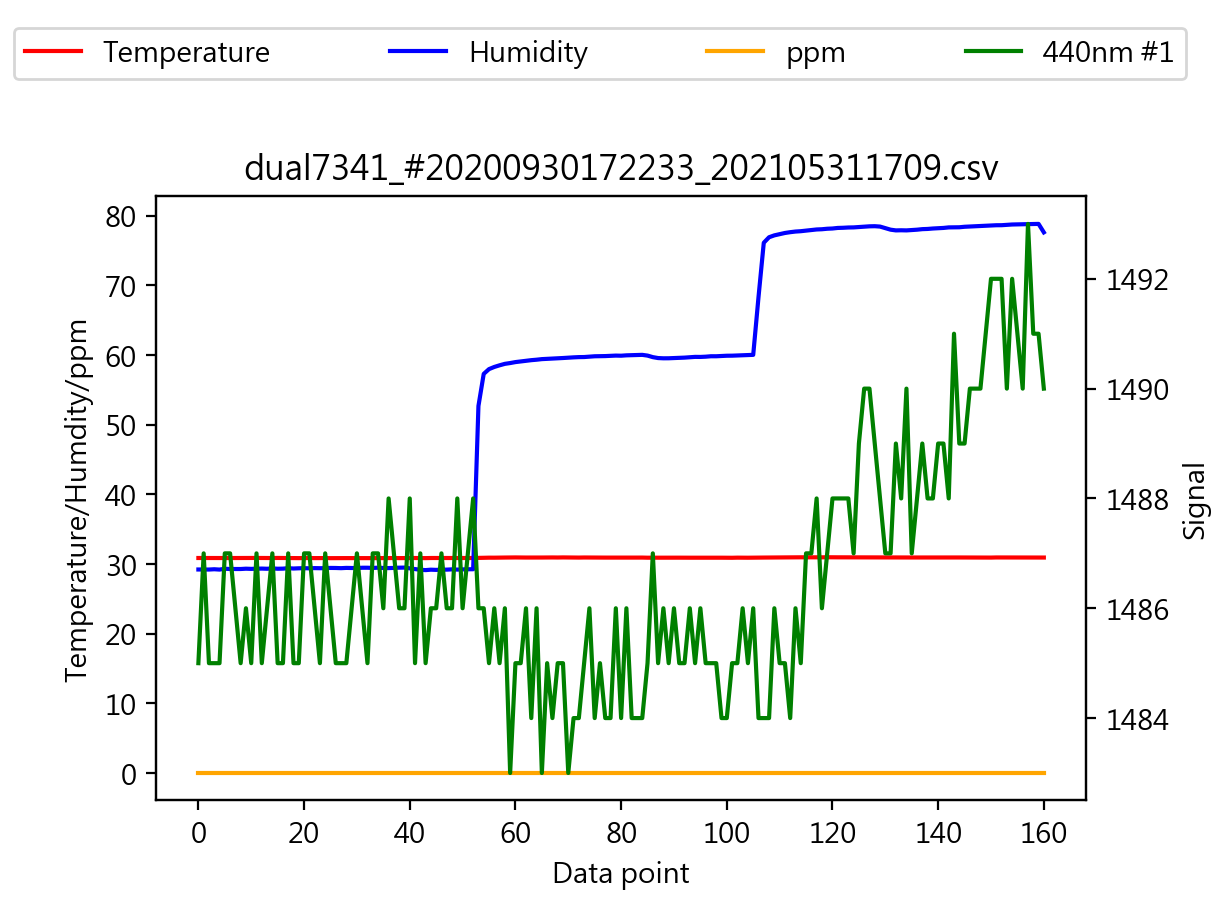 Temperature Humidity ppm 440nm #1
dual7341_#20200930172233_202105311709.csv
80
70
60
50
40
30
20
10
0
Temperature/Humdity/ppm
1492
1490
1488
1486
1484
Signal
0 20 40 60 80 100 120 140 160
Data point